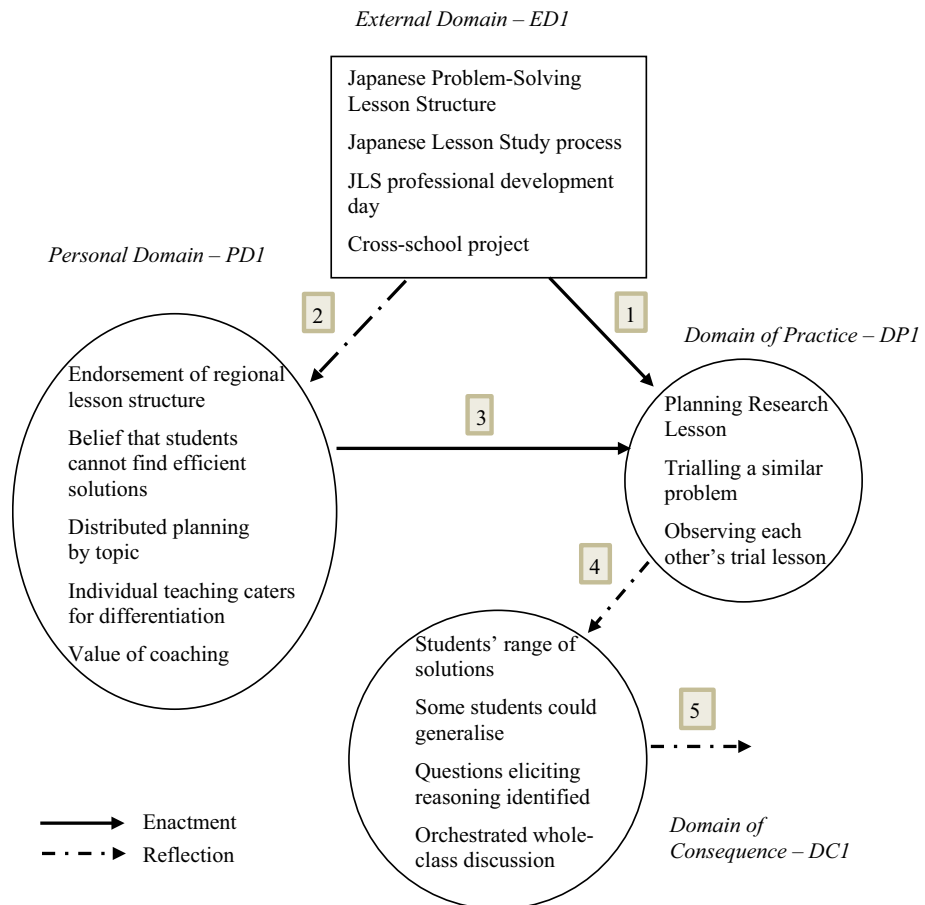 External Domain – ED1
Japanese Problem-Solving
Lesson Structure
Japanese Lesson Study process
JLS professional development
day
Cross-school project
Personal Domain – PD1
2
1
Domain of Practice – DP1
Endorsement of regional
lesson structure
Belief that students
cannot find efficient
solutions
Distributed planning
by topic
Individual teaching caters
for differentiation
Value of coaching
3
Planning Research
Lesson
Trialling a similar
problem
Observing each
other's trial lesson
4
Students' range of
solutions
Some students could
generalise
Questions eliciting
reasoning identified
Orchestrated whole-
class discussion
5
Domain of
Consequence – DC1
Enactment
Reflection